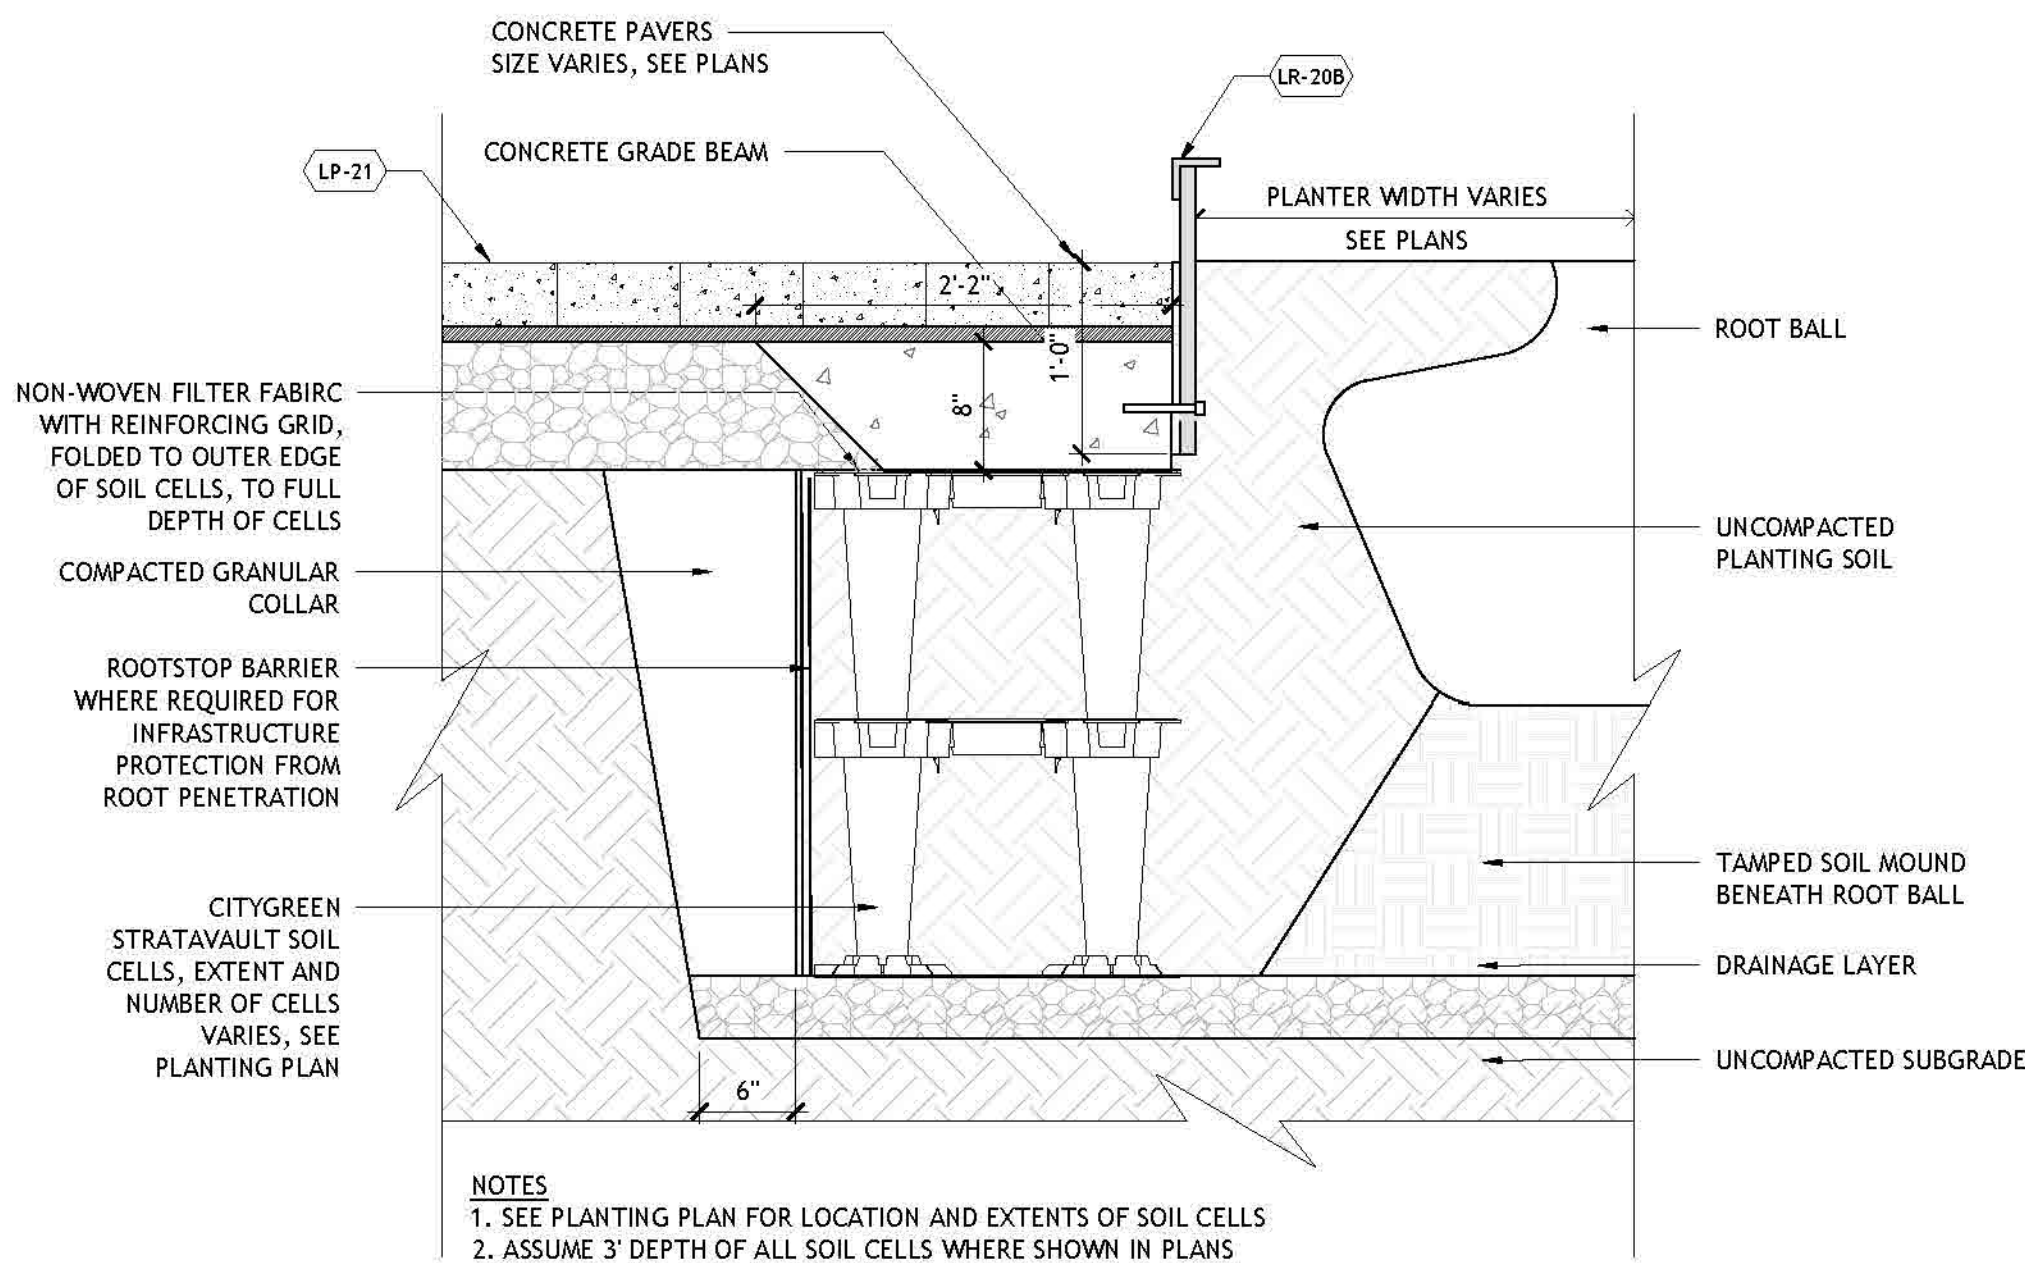 CONCRETE PAVERS
SIZE VARIES, SEE PLANS
LR-20B
CONCRETE GRADE BEAM
LP-21
PLANTER WIDTH VARIES
SEE PLANS
2'-2"
ROOT BALL
1'-0"
8"
NON-WOVEN FILTER FABIRC
WITH REINFORCING GRID,
FOLDED TO OUTER EDGE
OF SOIL CELLS, TO FULL
DEPTH OF CELLS
UNCOMPACTED
PLANTING SOIL
COMPACTED GRANULAR
COLLAR
ROOTSTOP BARRIER
WHERE REQUIRED FOR
INFRASTRUCTURE
PROTECTION FROM
ROOT PENETRATION
TAMPED SOIL MOUND
BENEATH ROOT BALL
CITYGREEN
STRATAVAULT SOIL
CELLS, EXTENT AND
NUMBER OF CELLS
VARIES, SEE
PLANTING PLAN
DRAINAGE LAYER
UNCOMPACTED SUBGRADE
6"
NOTES
1. SEE PLANTING PLAN FOR LOCATION AND EXTENTS OF SOIL CELLS
2. ASSUME 3' DEPTH OF ALL SOIL CELLS WHERE SHOWN IN PLANS